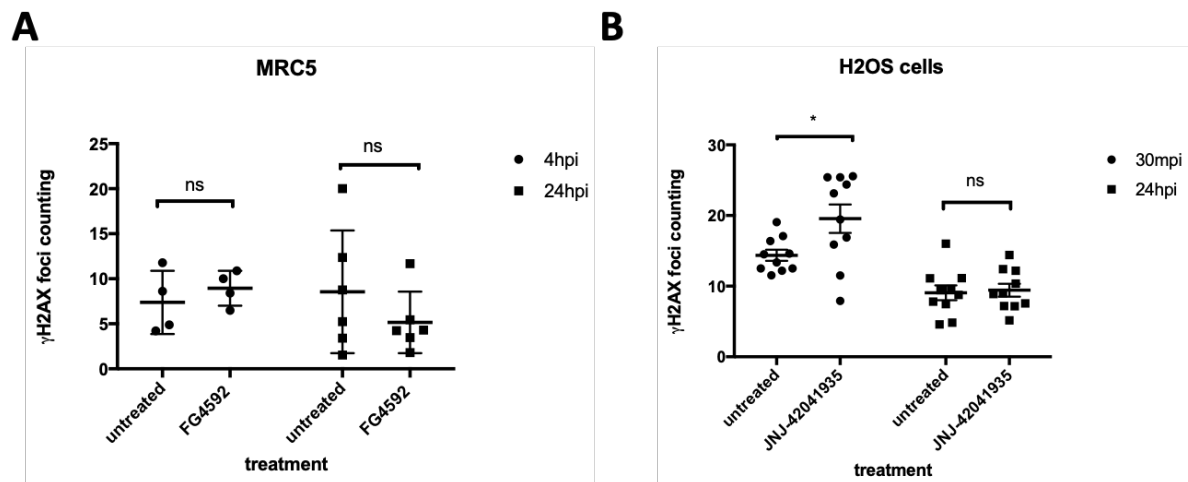 A
B
MRC5
γH2AX foci counting
25
20
15
10
5
0
ns
ns
4hpi
24hpi
untreated
FG4592
untreated
FG4592
treatment
H2OS cells
γH2AX foci counting
30
20
10
0
*
ns
30mpi
24hpi
untreated
JNJ-42041935
untreated
JNJ-42041935
treatment